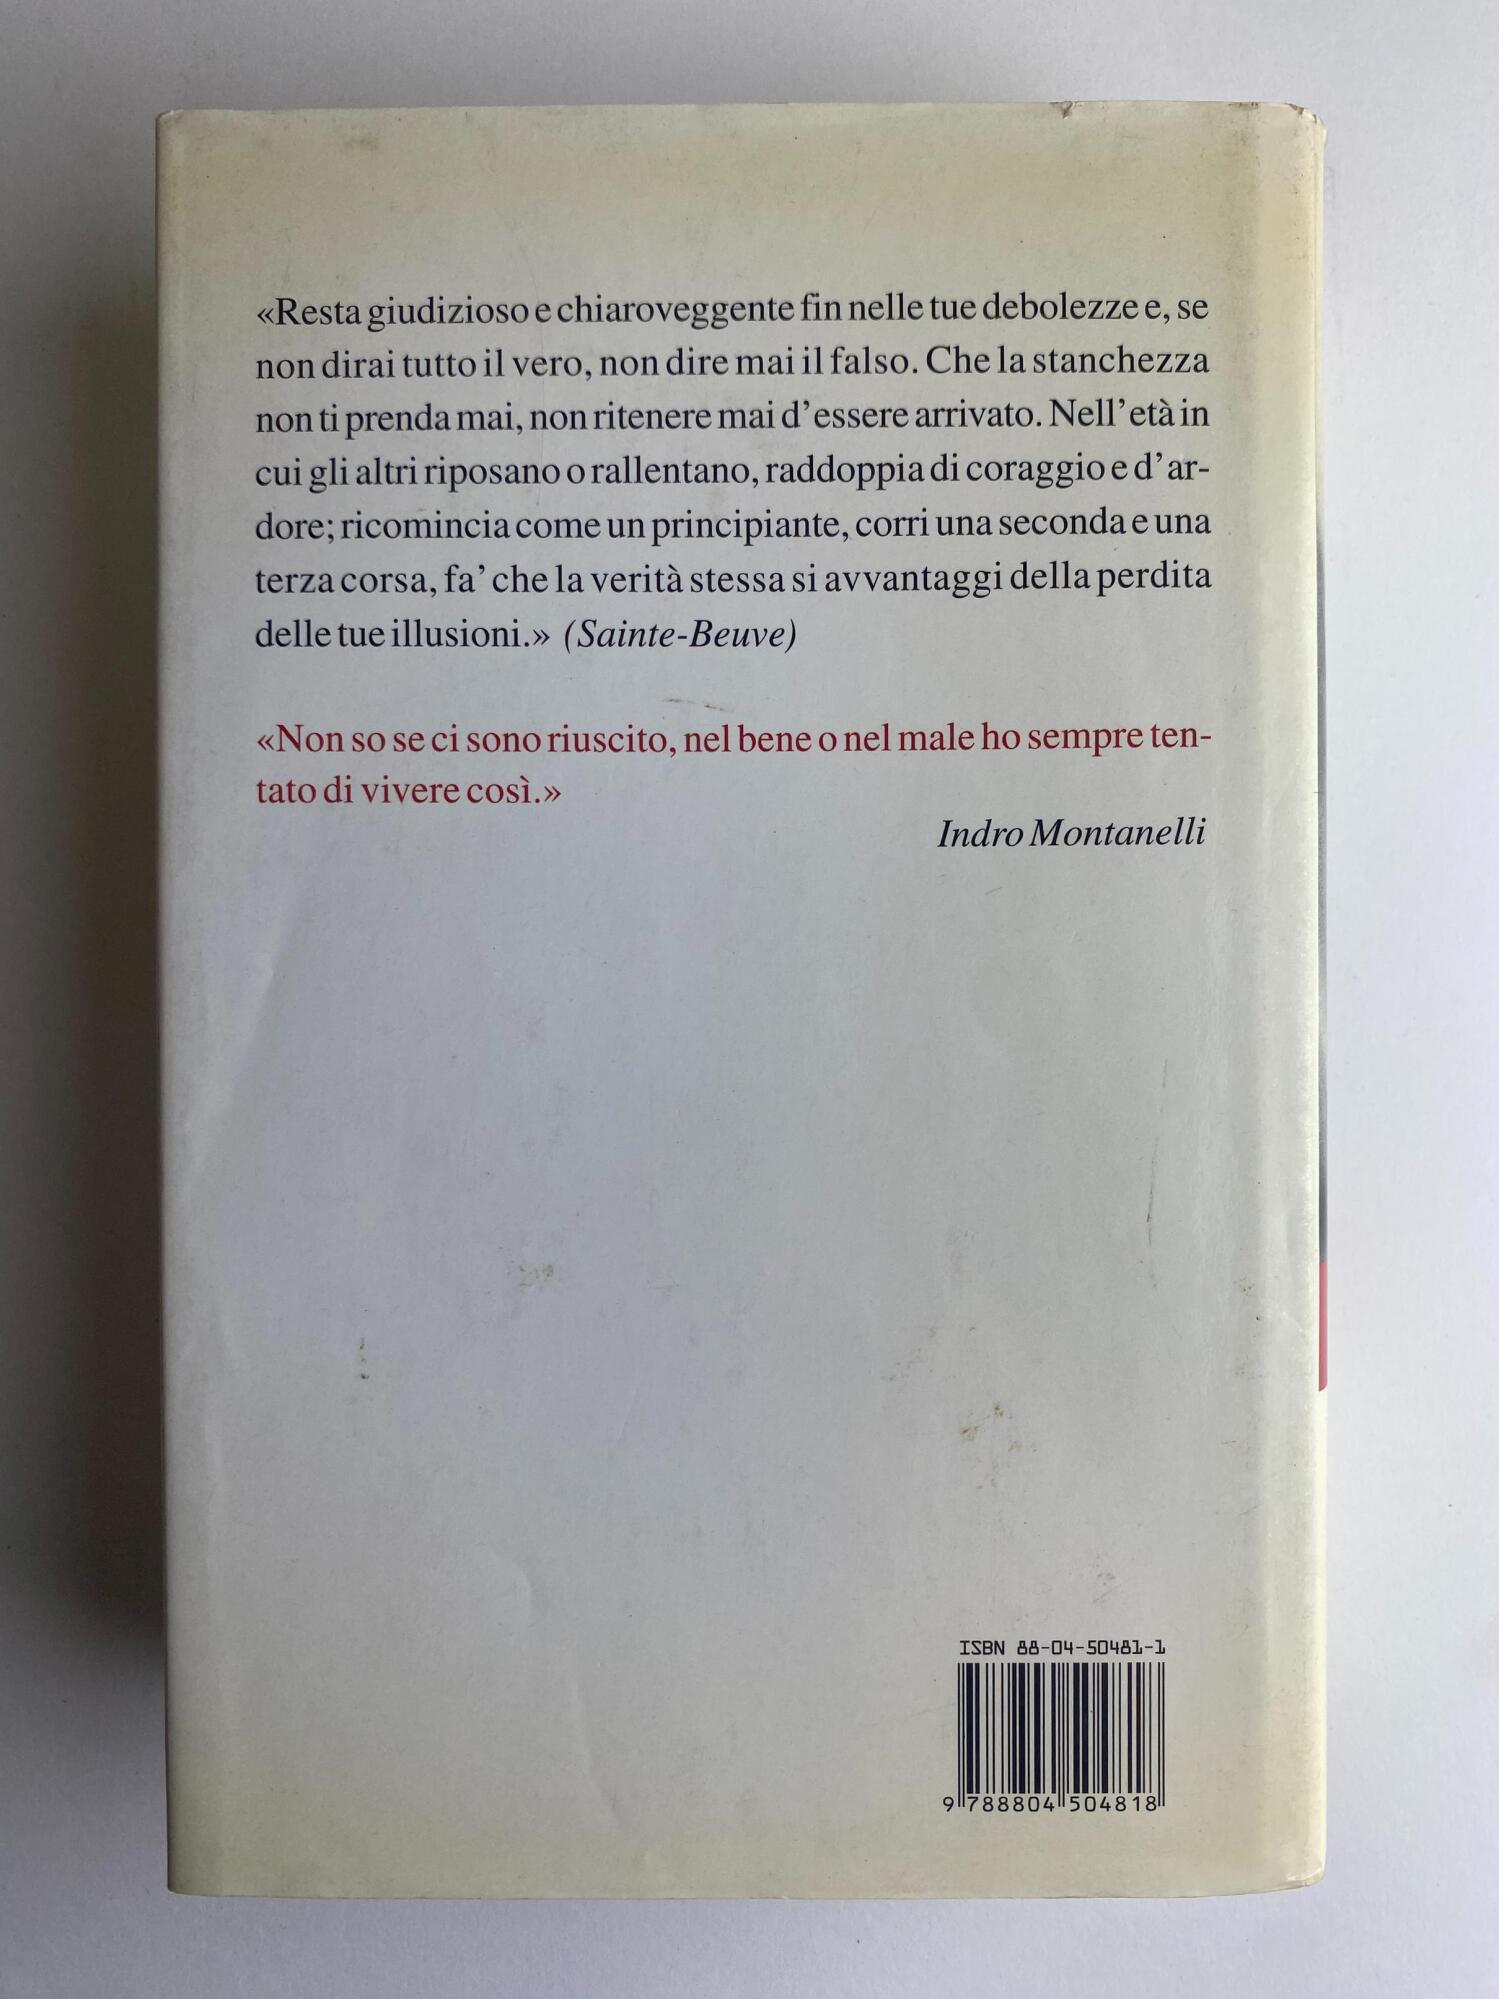 «Resta giudizioso e chiaroveggente fin nelle tue debolezze e, se
non dirai tutto il vero, non dire mai il falso. Che la stanchezza
non ti prenda mai, non ritenere mai d'essere arrivato. Nell'età in
cui gli altri riposano o rallentano, raddoppia di coraggio e d'ar-
dore; ricomincia come un principiante, corri una seconda e una
terza corsa, fa' che la verità stessa si avvantaggi della perdita
delle tue illusioni.» (Sainte-Beuve)
«Non so se ci sono riuscito, nel bene o nel male ho sempre ten-
tato di vivere così.»
Indro Montanelli
ISBN 88-04-50481-1
9 788804 504818